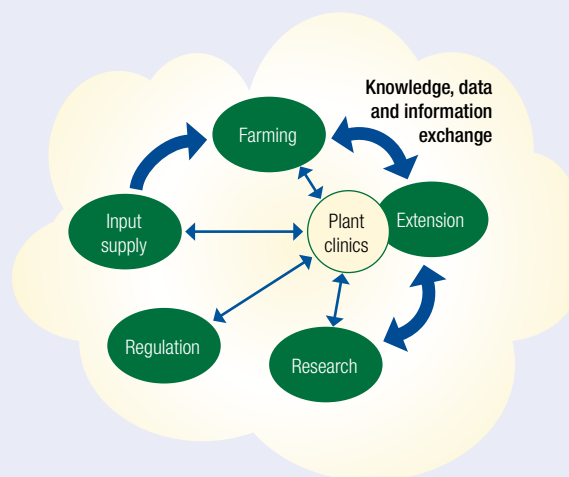 Knowledge, data
and information
exchange
Farming
Input
supply
Plant
clinics
Extension
Regulation
Research